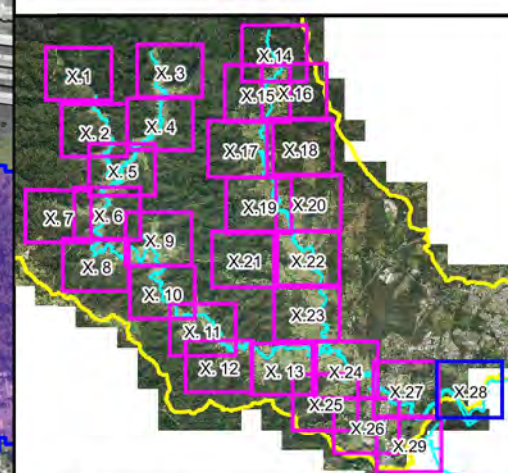 X.14
X.1
X. 3
X.15
X.16
X. 2
X. 4
X.17
X.18
X. 5
X. 7
X. 6
X.19
X.20
X. 9
X. 8
X.21
X.22
X. 10
X. 11
X.23
X. 12
X. 13
X.24
X.27
X.28
X.25
X.26
X.29